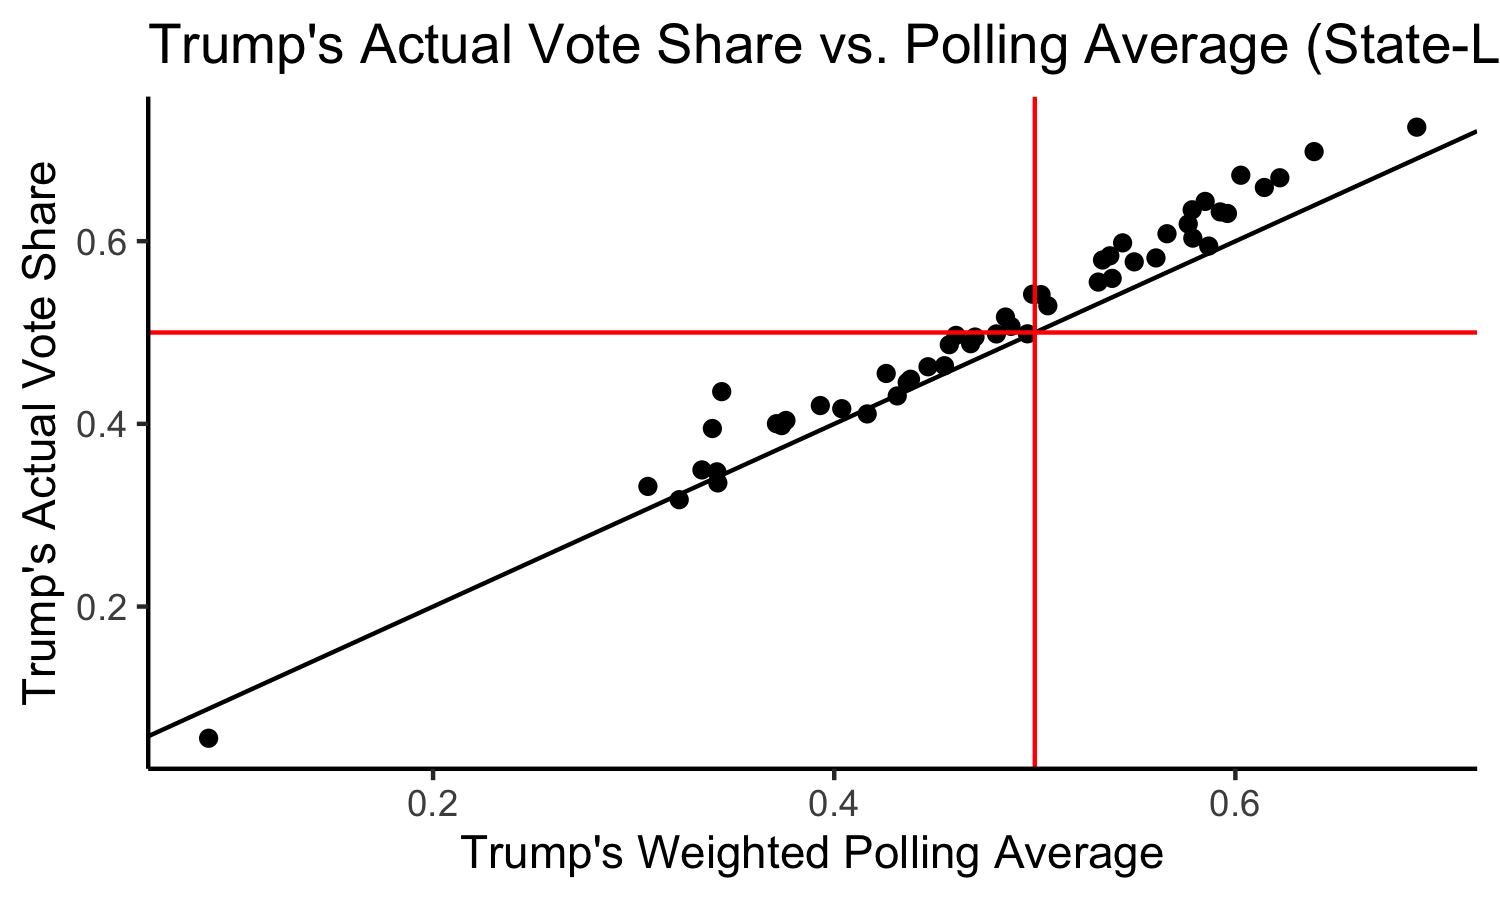 Trump's Actual Vote Share vs. Polling Average (State-L
Trump's Actual Vote Share
0.6
0.4
0.2
0.2 0.4 0.6
Trump's Weighted Polling Average